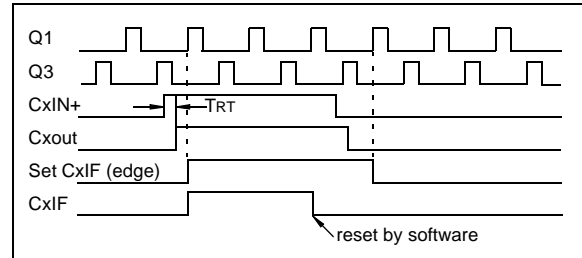 Q1
Q3
CxIN+
TRT
Cxout
Set CxIF (edge)
CxIF
reset by software